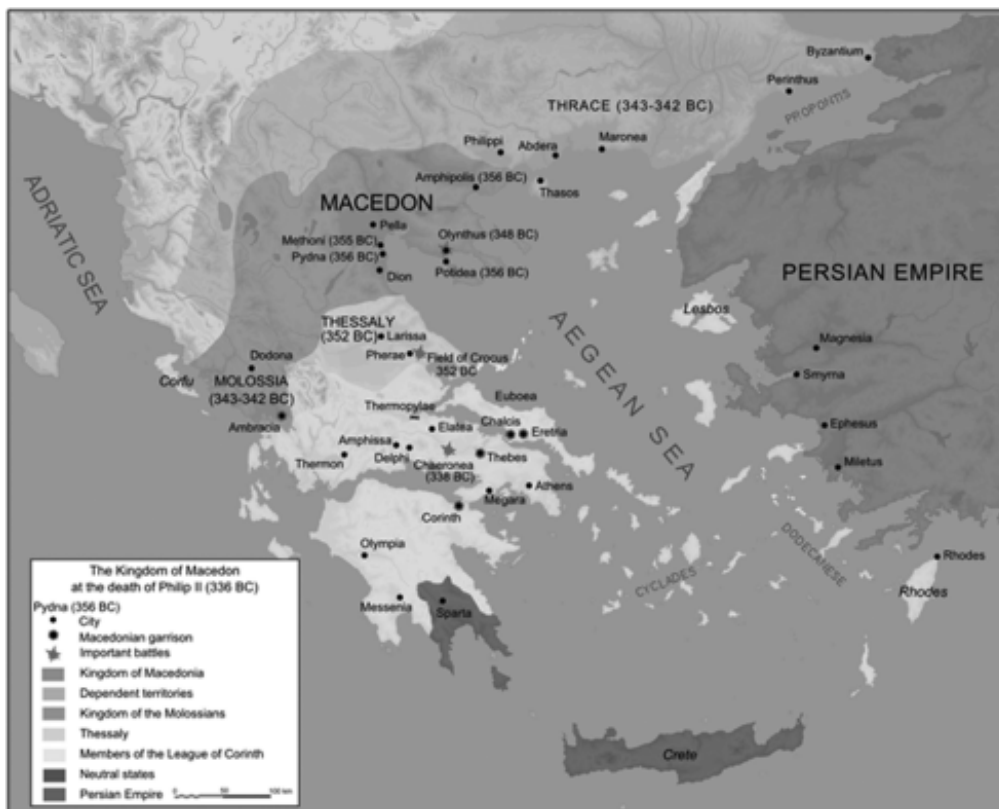 Byzantium
Perinthus
PROPONTIS
THRACE (343-342 BC)
Maronea
Philippi
Abdera
Amphipolis (356 BC)
Thasos
MACEDON
Pella
Methoni (355 BC)
Olynthus (348 BC)
Pydna (356 BC)
Potidea (356 BC)
Dion
ADRIATIC SEA
PERSIAN EMPIRE
Lesbos
THESSALY
(352 BC)
Larissa
Pherae
Field of Crocus
352 BC
AEGEAN SEA
Magnesia
Smyrna
Dodona
Corfu
MOLOSSIA
(343-342 BC)
Ambracia
Euboea
Thermopylae
Chalcis
Elatea
Eretria
Ephesus
Amphissa
Delphi
Thebes
Thermon
Chaeronea
(338 BC)
Miletus
Megara
Athens
Corinth
Olympia
DODECANESE
CYCLADES
Rhodes
Rhodes
Messenia
Sparta
Crete
The Kingdom of Macedon
at the death of Philip II (336 BC)
Pydna (356 BC)
City
Macedonian garrison
Important battles
Kingdom of Macedonia
Dependent territories
Kingdom of the Molossians
Thessaly
Members of the League of Corinth
Neutral states
Persian Empire
0 50 100 km